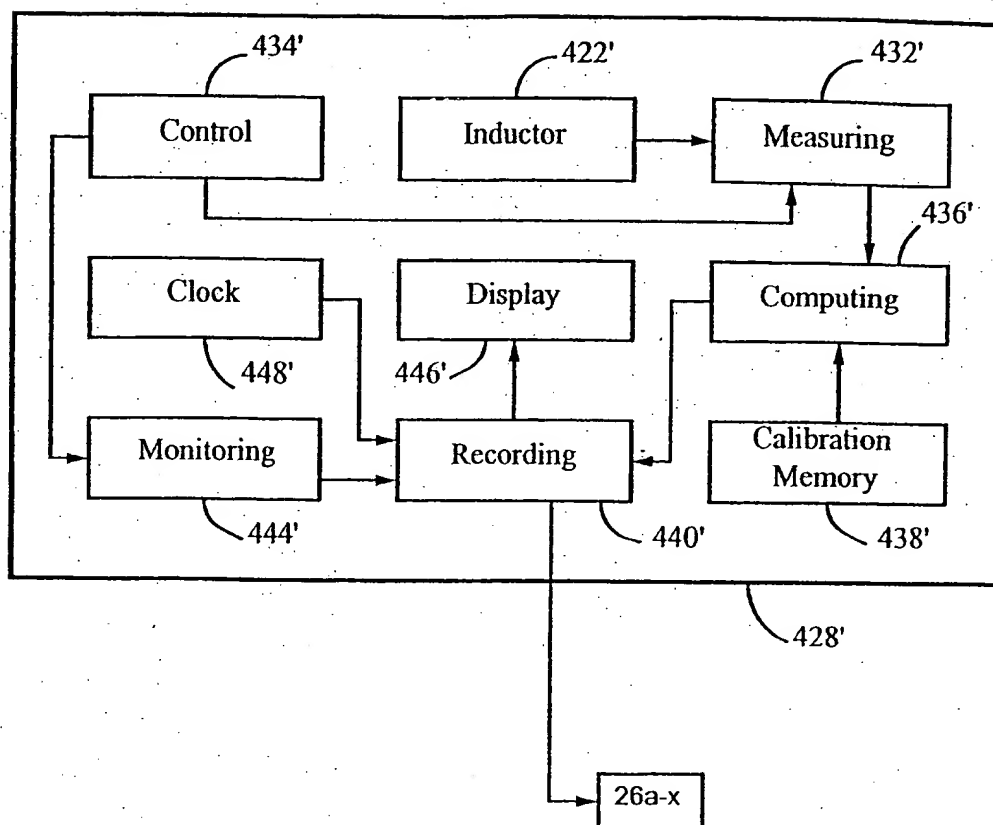 434'
422'
432'
Control
Inductor
Measuring
436'
Clock
Display
Computing
448'
446'
Monitoring
Recording
Calibration
Memory
444'
440'
438'
428'
26a-x